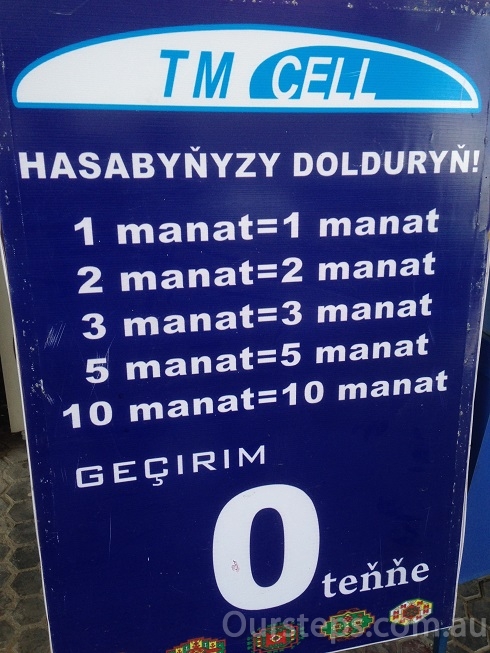 TM CELL
HASABYŇYZY DOLDURYŇ!
1 manat=1 manat
2 manat=2 manat
3 manat=3 manat
5 manat=5 manat
10 manat=10 manat
GEÇIRIM
0 teňňe
Oursteps.com.au